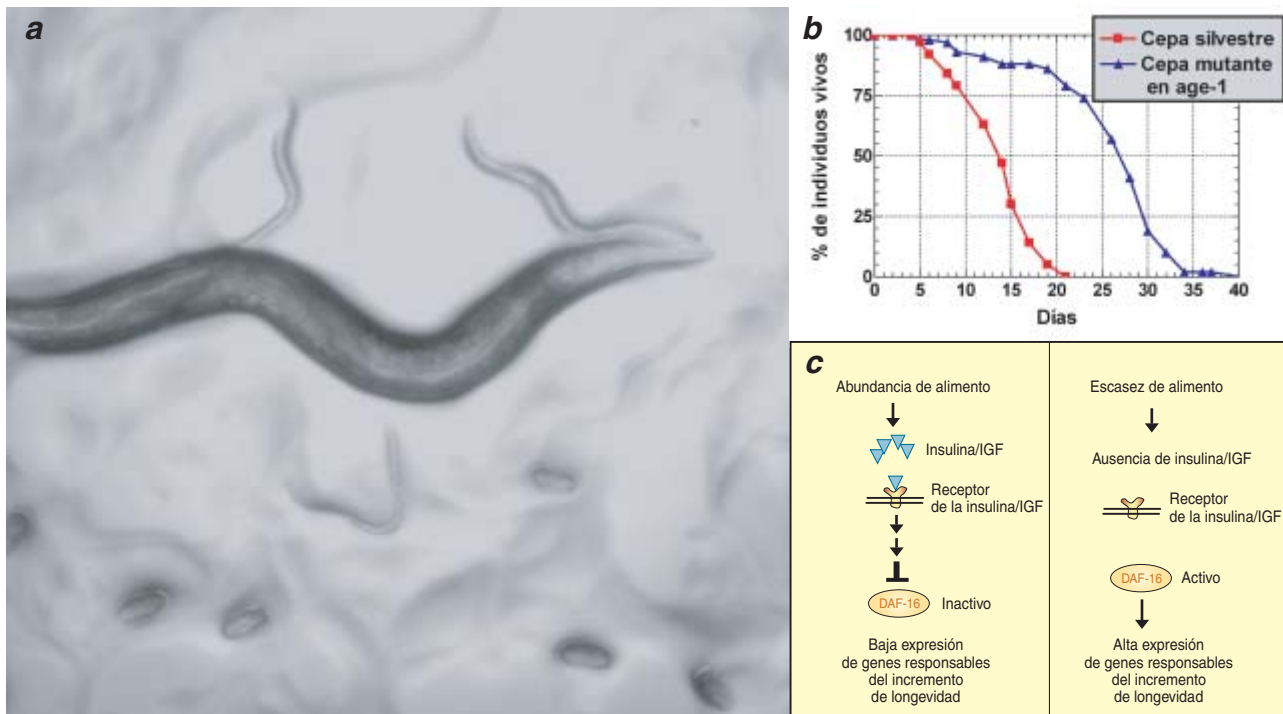 a
b
Cepa silvestre
Cepa mutante
en age-1
% de individuos vivos
100
75
50
25
0
0 5 10 15 20 25 30 35 40
Días
c
Abundancia de alimento
Insulina/IGF
Receptor
de la insulina/IGF
DAF-16 Inactivo
Baja expresión
de genes responsables
del incremento
de longevidad
Escasez de alimento
Ausencia de insulina/IGF
Receptor
de la insulina/IGF
DAF-16 Activo
Alta expresión
de genes responsables
del incremento
de longevidad